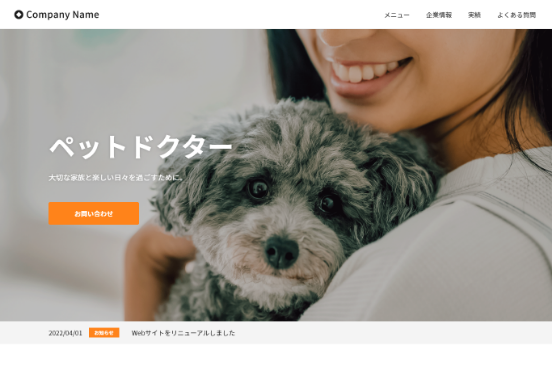 Company Name
メニュー 企業情報 実績 よくある質問
ペットドクター
大切な家族と楽しい日々を過ごすために。
お問い合わせ
2022/04/01 お知らせ Webサイトをリニューアルしました